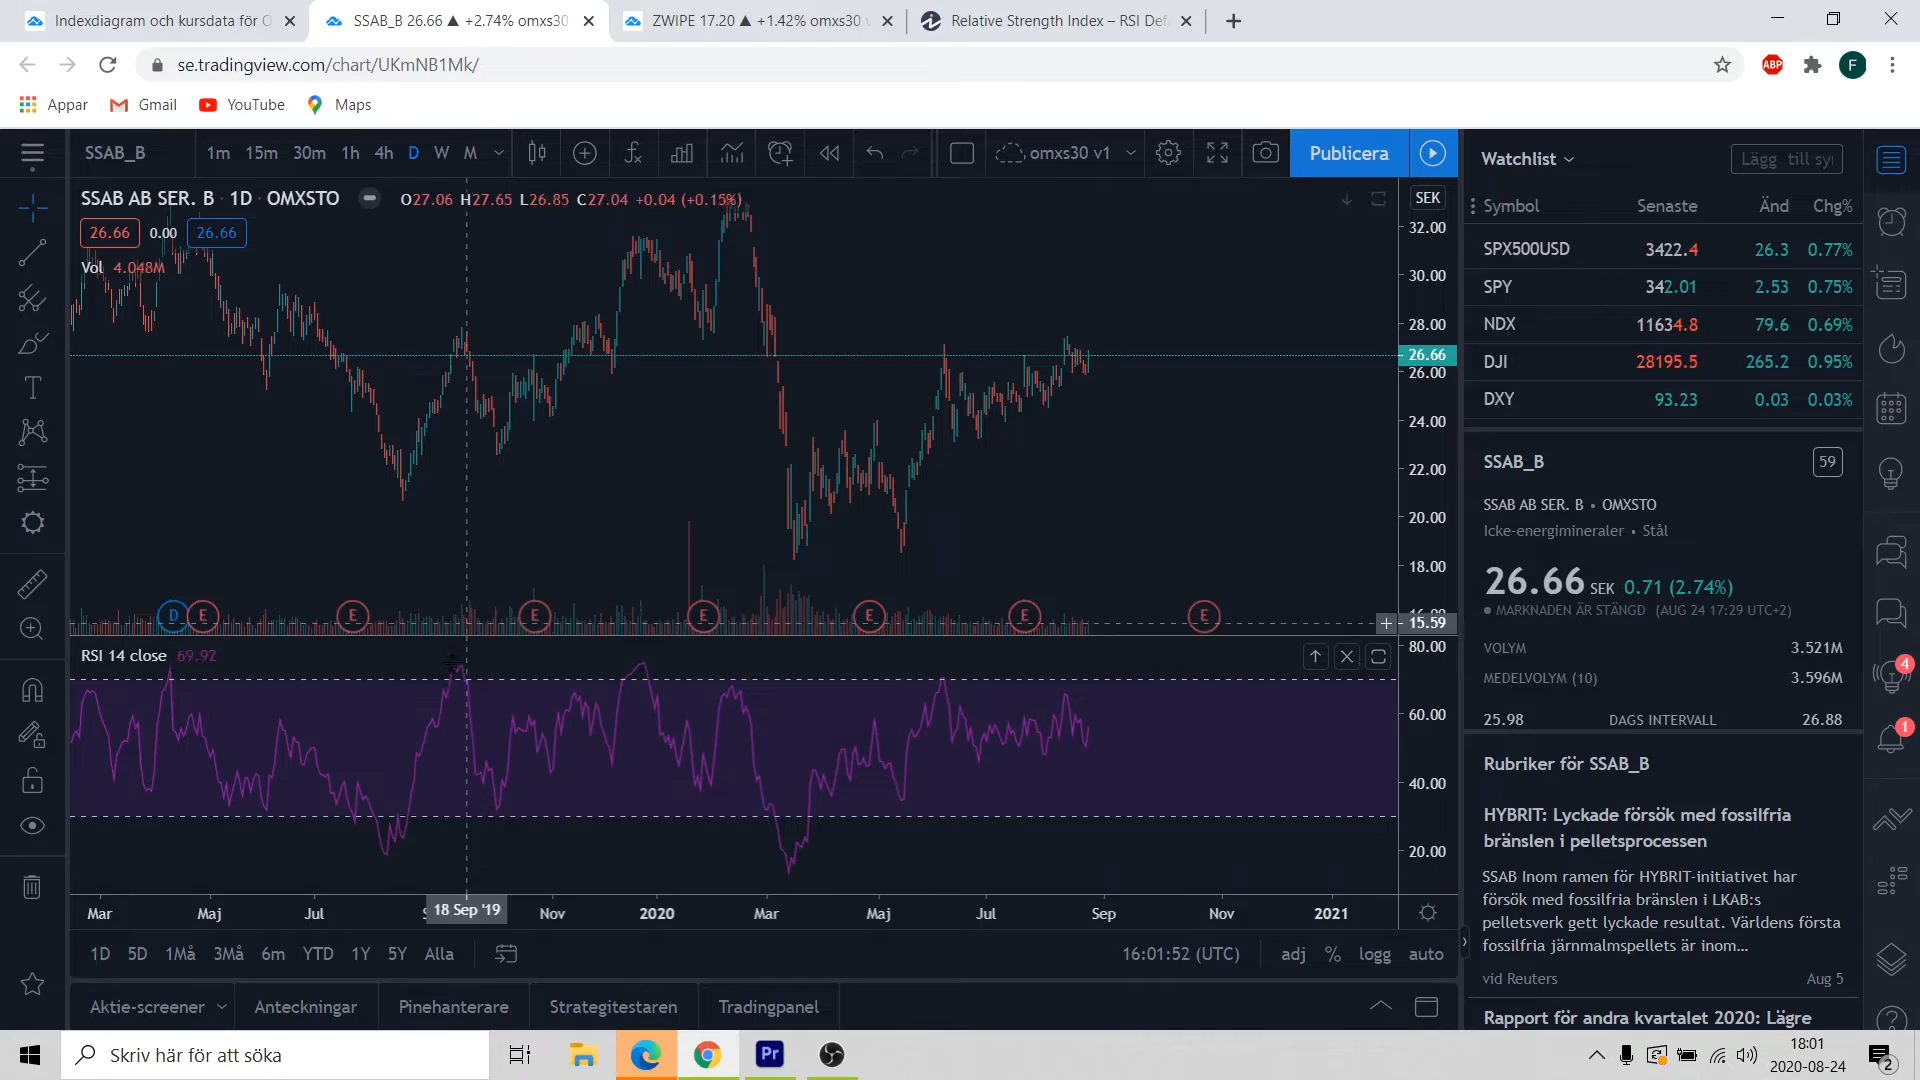 Indexdiagram och kursdata för O
SSAB_B 26.66 ▲ +2.74% omxs30
ZWIPE 17.20 ▲ +1.42% omxs30 v
Relative Strength Index – RSI Def
se.tradingview.com/chart/UKmNB1Mk/
ABP
F
Appar
Gmail
YouTube
Maps
SSAB_B
1m 15m 30m 1h 4h D W M
omxs30 v1
Publicera
SSAB AB SER. B · 1D · OMXSTO
O27.06 H27.65 L26.85 C27.04 +0.04 (+0.15%)
26.66 0.00 26.66
Vol 4.048M
SEK
32.00
30.00
28.00
26.66
26.00
24.00
22.00
20.00
18.00
15.59
D E E E E E E E
RSI 14 close 69.92
80.00
60.00
40.00
20.00
Mar Maj Jul 18 Sep '19 Nov 2020 Mar Maj Jul Sep Nov 2021
1D 5D 1Må 3Må 6m YTD 1Y 5Y Alla
16:01:52 (UTC) adj % logg auto
Aktie-screener Anteckningar Pinehanterare Strategitestaren Tradingpanel
Watchlist
Lägg till sy
Symbol Senaste Änd Chg%
SPX500USD 3422.4 26.3 0.77%
SPY 342.01 2.53 0.75%
NDX 11634.8 79.6 0.69%
DJI 28195.5 265.2 0.95%
DXY 93.23 0.03 0.03%
SSAB_B 59
SSAB AB SER. B • OMXSTO
Icke-energimineraler • Stål
26.66 SEK 0.71 (2.74%)
MARKNADEN ÄR STÄNGD (AUG 24 17:29 UTC+2)
VOLYM 3.521M
MEDELVOLYM (10) 3.596M
25.98 DAGS INTERVALL 26.88
Rubriker för SSAB_B
HYBRIT: Lyckade försök med fossilfria
bränslen i pelletsprocessen
SSAB Inom ramen för HYBRIT-initiativet har
försök med fossilfria bränslen i LKAB:s
pelletsverk gett lyckade resultat. Världens första
fossilfria järnmalmspellets är inom...
vid Reuters Aug 5
Rapport för andra kvartalet 2020: Lägre
4
1
Skriv här för att söka
Pr
18:01
2020-08-24
2